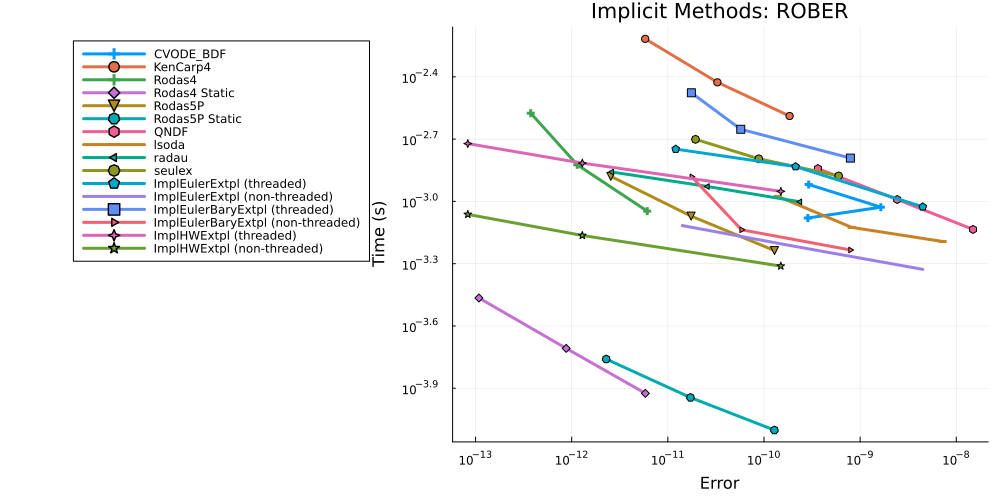 Implicit Methods: ROBER
CVODE_BDF
KenCarp4
Rodas4
Rodas4 Static
Rodas5P
Rodas5P Static
QNDF
lsoda
radau
seulex
ImplEulerExtpl (threaded)
ImplEulerExtpl (non-threaded)
ImplEulerBaryExtpl (threaded)
ImplEulerBaryExtpl (non-threaded)
ImplHWExtpl (threaded)
ImplHWExtpl (non-threaded)
Time (s)
10⁻²·⁴
10⁻²·⁷
10⁻³·⁰
10⁻³·³
10⁻³·⁶
10⁻³·⁹
10⁻¹³ 10⁻¹² 10⁻¹¹ 10⁻¹⁰ 10⁻⁹ 10⁻⁸
Error